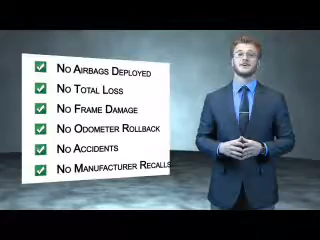 No Airbags Deployed
No Total Loss
No Frame Damage
No Odometer Rollback
No Accidents
No Manufacturer Recalls